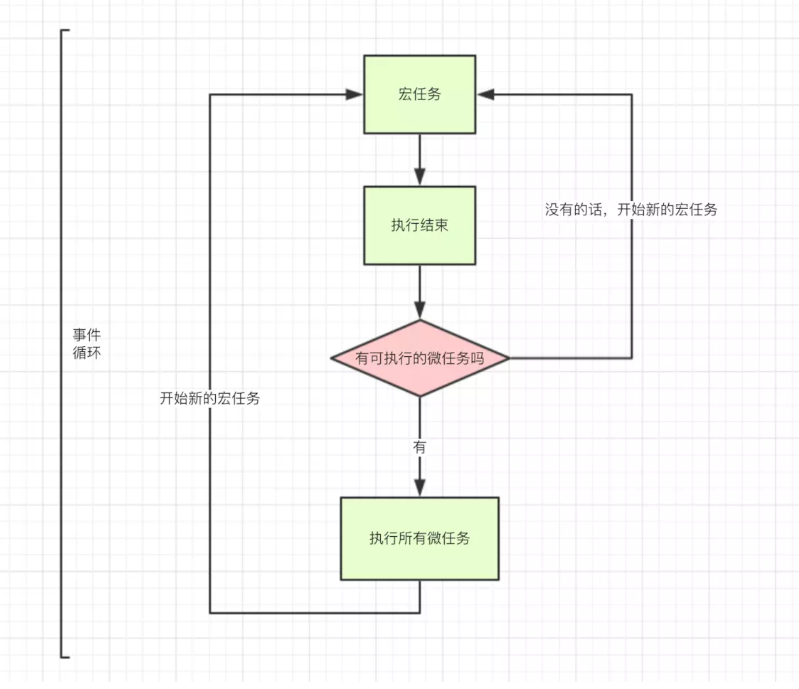 宏任务
执行结束
没有的话，开始新的宏任务
事件
循环
有可执行的微任务吗
开始新的宏任务
有
执行所有微任务